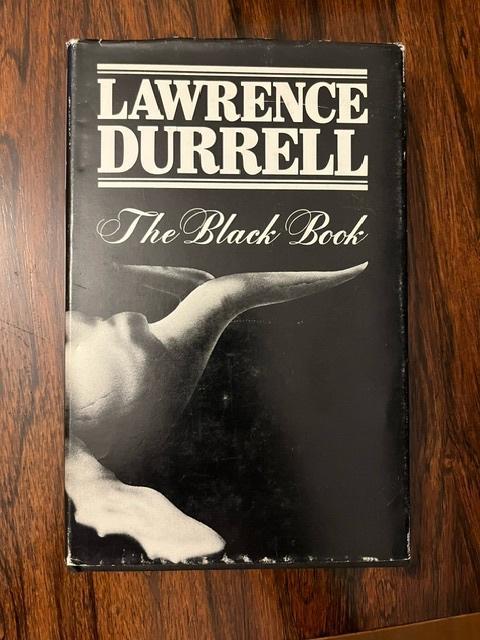 LAWRENCE
DURRELL
The Black Book